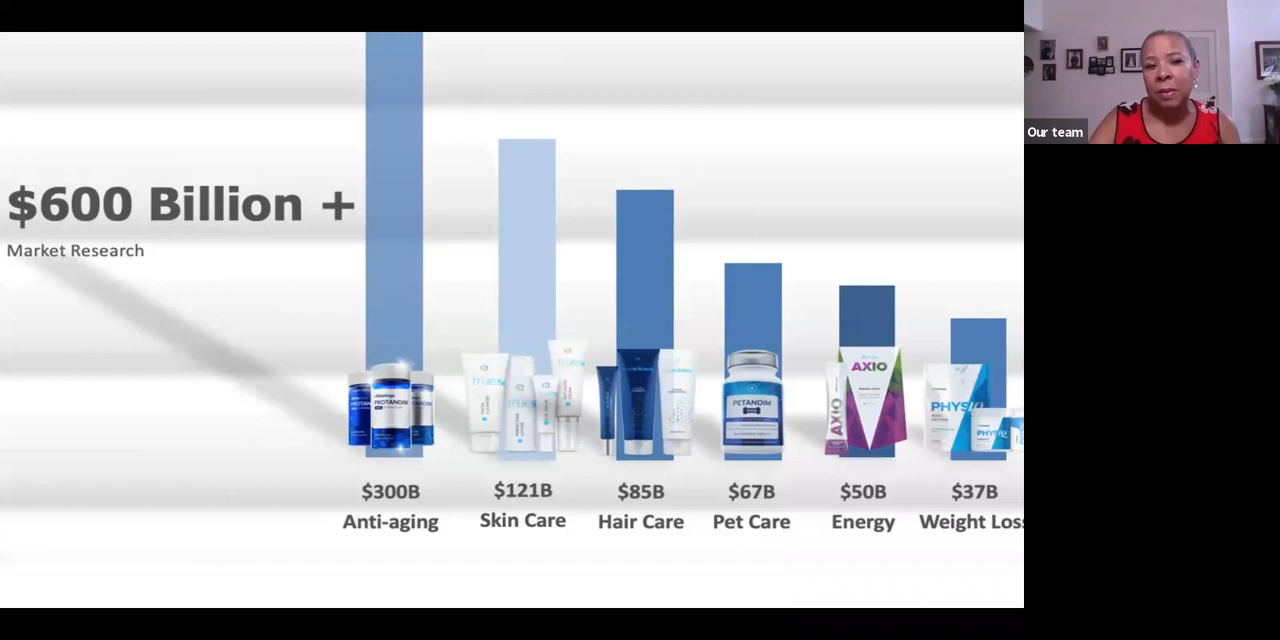 Our team
$600 Billion +
Market Research
PROTANDIM
AXIO
AXIO
PETANDIM
PHYSIQ
$300B
$121B
$85B
$67B
$50B
$37B
Anti-aging
Skin Care
Hair Care
Pet Care
Energy
Weight Los